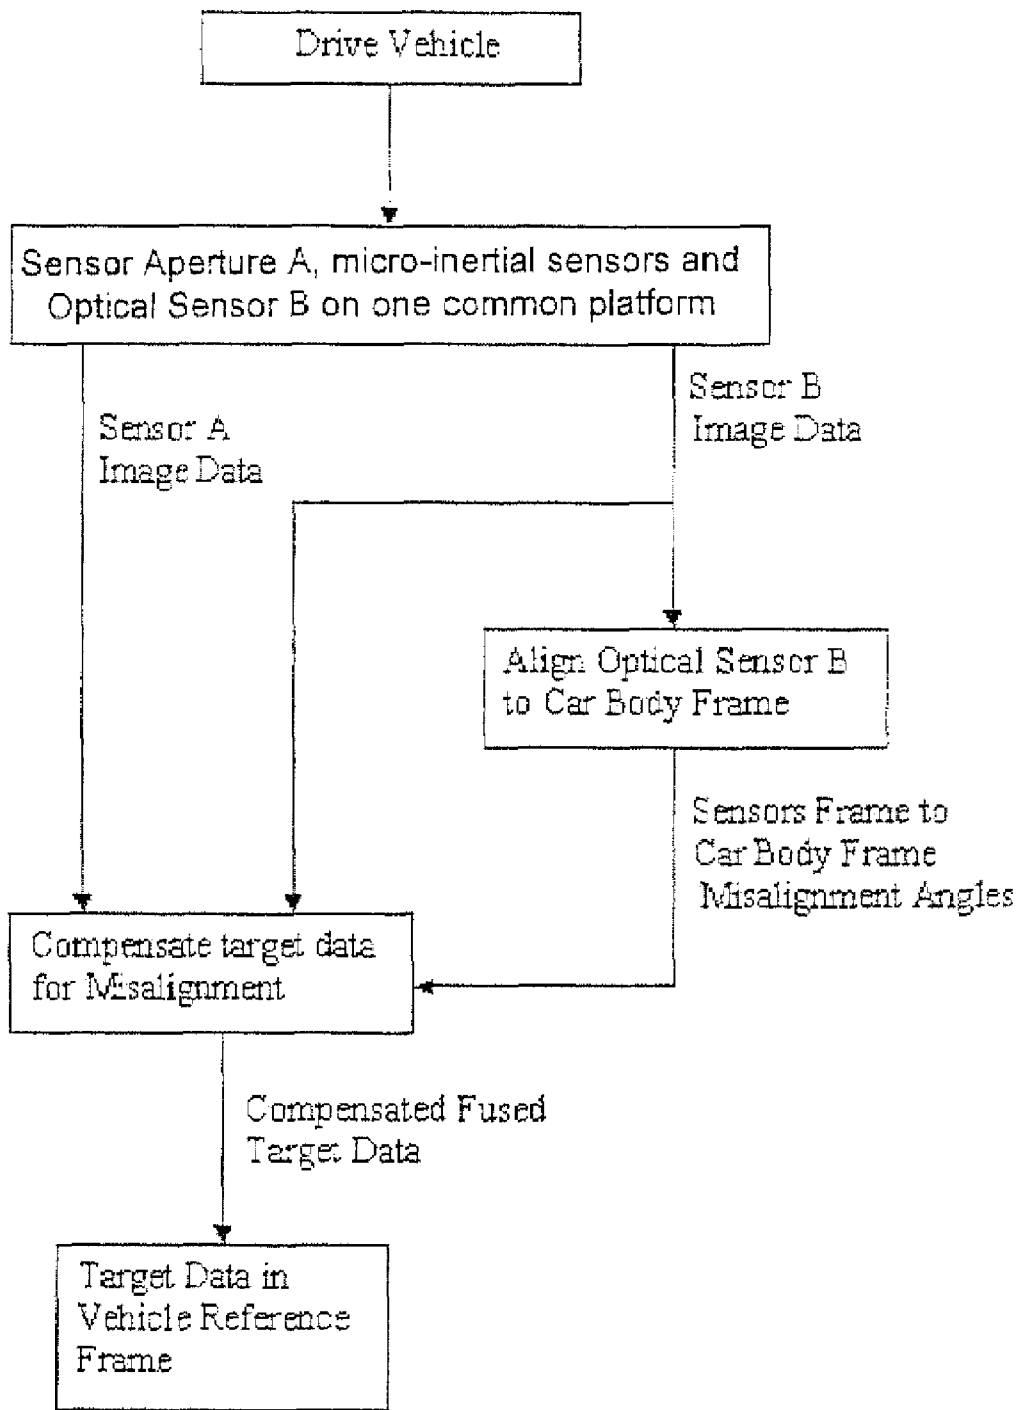 Drive Vehicle
Sensor Aperture A, micro-inertial sensors and
Optical Sensor B on one common platform
Sensor A
Image Data
Sensor B
Image Data
Align Optical Sensor B
to Car Body Frame
Sensors Frame to
Car Body Frame
Misalignment Angles
Compensate target data
for Misalignment
Compensated Fused
Target Data
Target Data in
Vehicle Reference
Frame